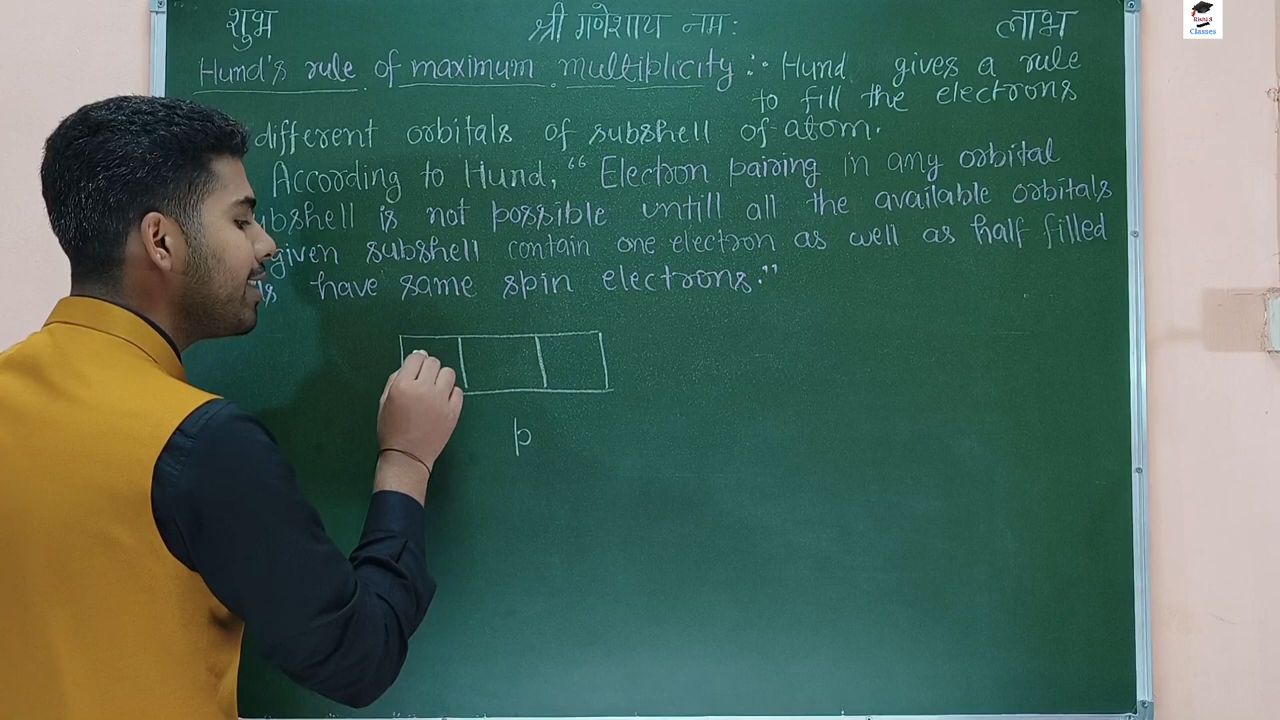 शुभ श्री गणेशाय नमः लाभ
Hund's rule of maximum multiplicity :- Hund gives a rule
to fill the electrons
different orbitals of subshell of atom.
According to Hund, "Electron pairing in any orbital
is not possible untill all the available orbitals
given subshell contain one electron as well as half filled
have same spin electrons."
p
Classes